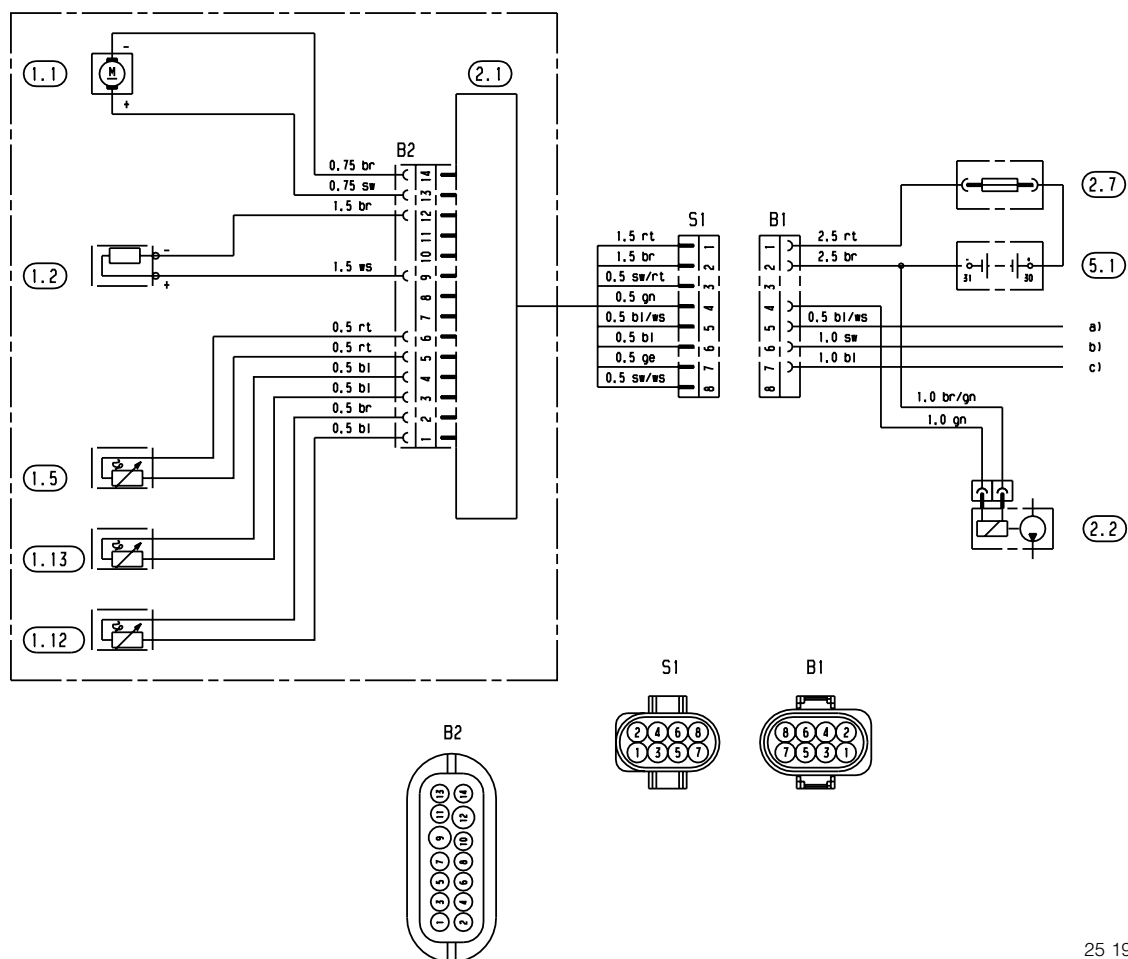 1.1
-
M
+
2.1
B2
0.75 br
14
0.75 sw
13
1.5 br
12
11
10
1.2
-
+
1.5 ws
9
8
7
0.5 rt
6
0.5 rt
5
0.5 bl
4
0.5 bl
3
0.5 br
2
0.5 bl
1
1.5
1.13
1.12
S1
B1
1.5 rt
1
1
2.5 rt
1.5 br
2
2
2.5 br
0.5 sw/rt
3
3
0.5 gn
4
4
0.5 bl/ws
5
5
0.5 bl/ws
a)
0.5 bl
6
6
1.0 sw
b)
0.5 ge
7
7
1.0 bl
c)
0.5 sw/ws
8
8
2.7
-
+
31
30
5.1
1.0 br/gn
1.0 gn
2.2
S1
B1
2 4 6 8
1 3 5 7
8 6 4 2
7 5 3 1
B2
13 14
11 12
9 10
7 8
5 6
3 4
1 2
25 19